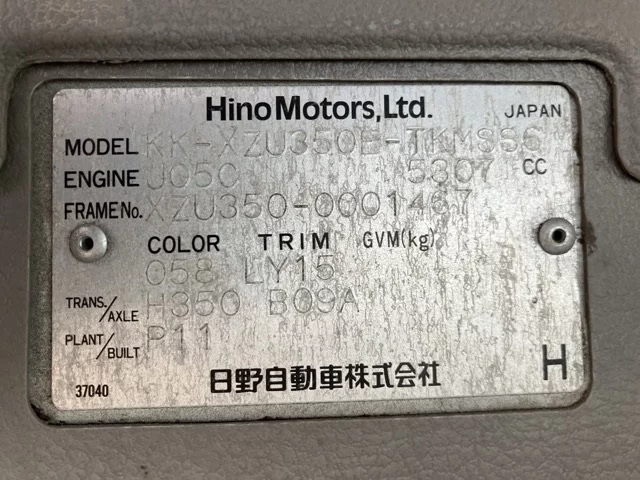 Hino Motors, Ltd. JAPAN
MODEL KK-XZU350E-TKMSS6
ENGINE J05C 5307 CC
FRAME No. XZU350-0001467
COLOR TRIM GVM(kg)
058 LY15
TRANS./AXLE H350 B09A
PLANT/BUILT P11
37040 日野自動車株式会社 H